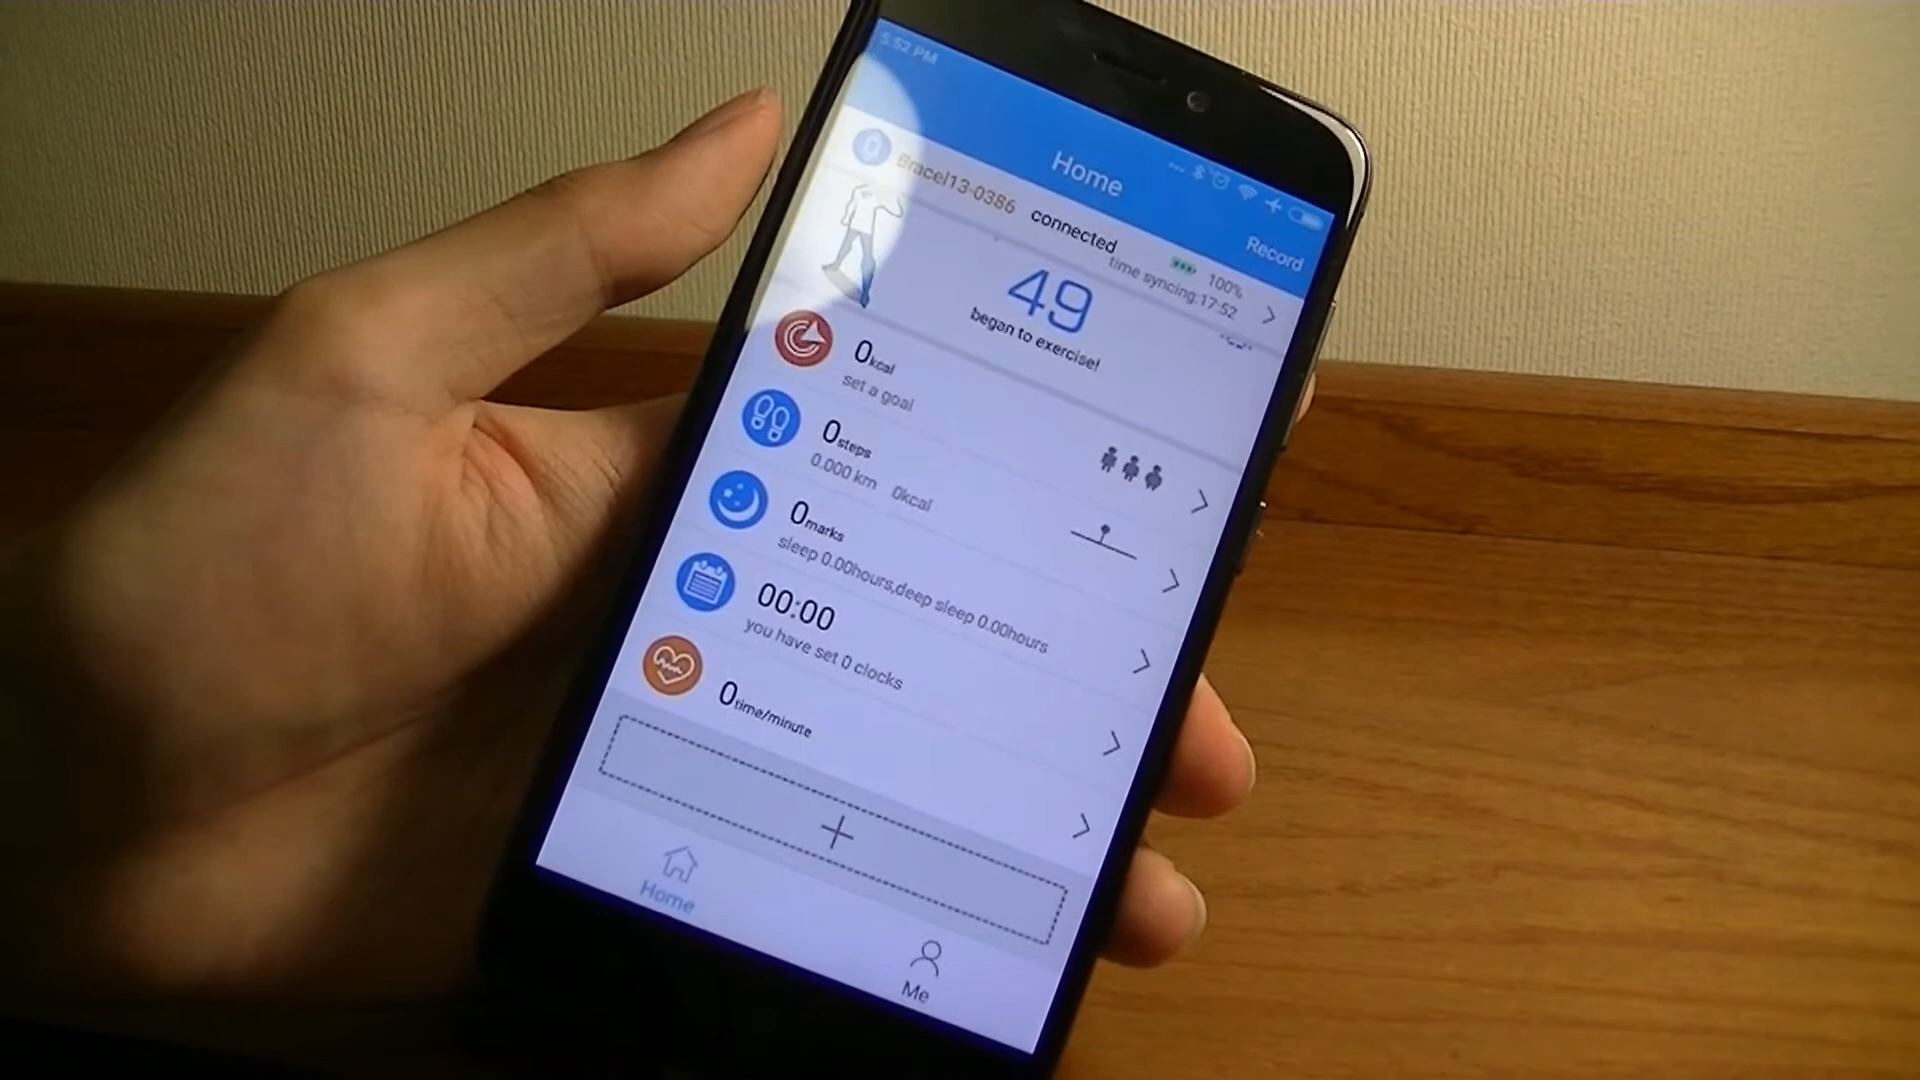 5:52 PM
Home
Record
Bracel13-0386 connected
100%
time syncing:17:52
49
began to exercise!
0kcal
set a goal
0steps
0.000 km 0kcal
0marks
sleep 0.00hours,deep sleep 0.00hours
00:00
you have set 0 clocks
0time/minute
Home
Me